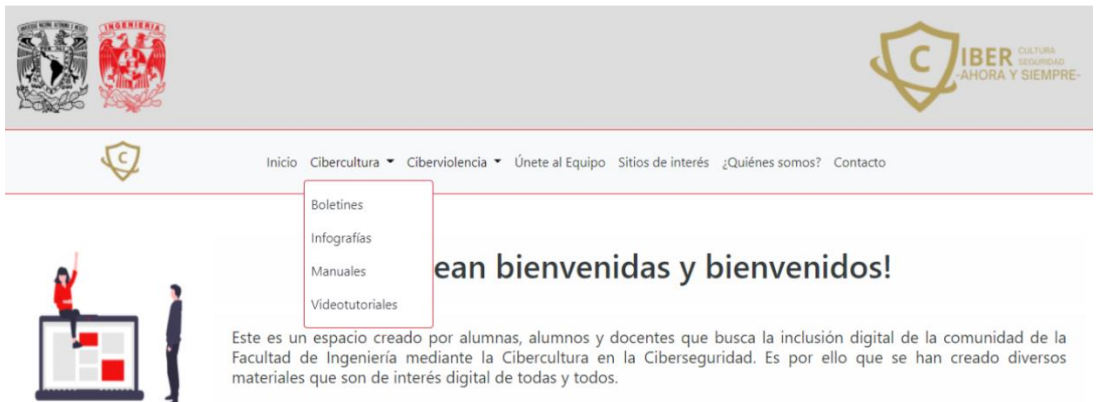 INGENIERIA
C IBER CULTURA
SEGURIDAD
-AHORA Y SIEMPRE-
C
Inicio Cibercultura Ciberviolencia Únete al Equipo Sitios de interés ¿Quiénes somos? Contacto
Boletines
Infografías
Manuales
Videotutoriales
ean bienvenidas y bienvenidos!
Este es un espacio creado por alumnas, alumnos y docentes que busca la inclusión digital de la comunidad de la
Facultad de Ingeniería mediante la Cibercultura en la Ciberseguridad. Es por ello que se han creado diversos
materiales que son de interés digital de todas y todos.